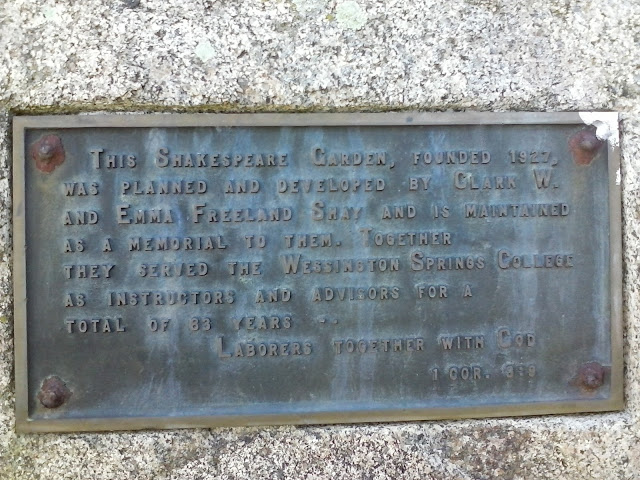 This Shakespeare Garden, founded 1927,
was planned and developed by Clark W.
and Emma Freeland Shay and is maintained
as a memorial to them. Together
they served the Wessington Springs College
as instructors and advisors for a
total of 83 years --
Laborers together with God
1 Cor. 3:9